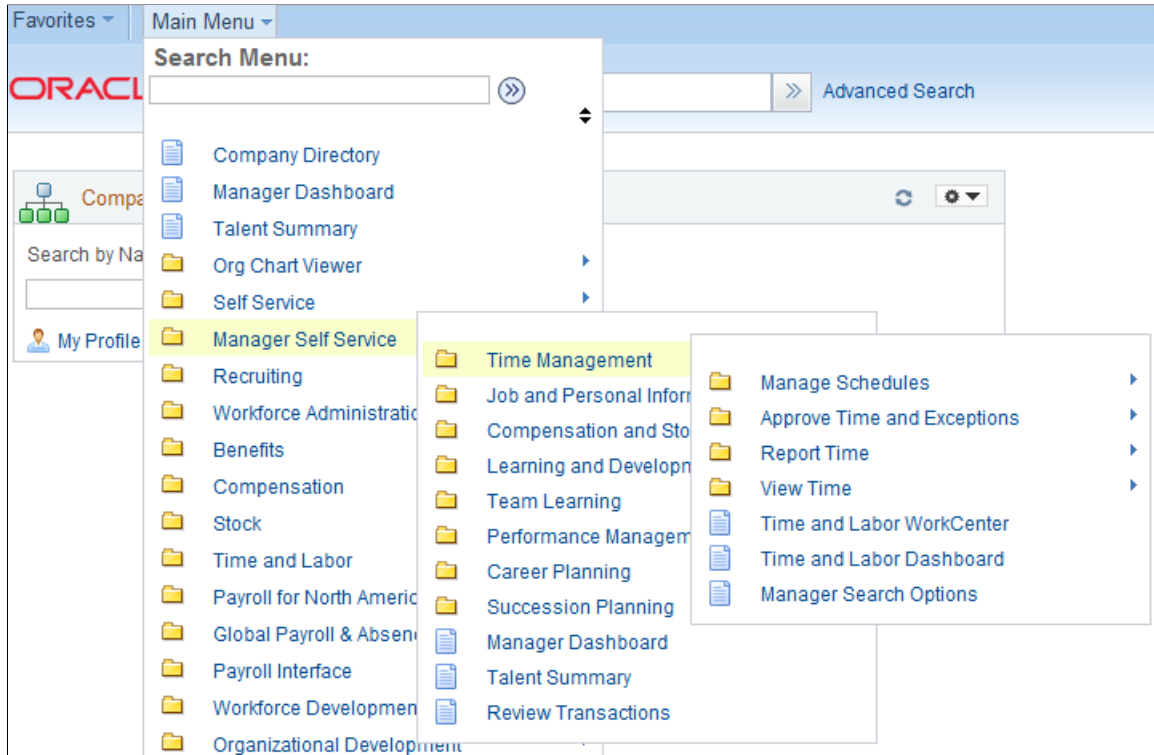 Favorites
Main Menu
Search Menu:
ORACL
Advanced Search
Company Directory
Manager Dashboard
Talent Summary
Org Chart Viewer
Self Service
Manager Self Service
Recruiting
Workforce Administratio
Benefits
Compensation
Stock
Time and Labor
Payroll for North Americ
Global Payroll & Absen
Payroll Interface
Workforce Developmen
Organizational Development
Compa
Search by Na
My Profile
Time Management
Job and Personal Infor
Compensation and Sto
Learning and Developm
Team Learning
Performance Managem
Career Planning
Succession Planning
Manager Dashboard
Talent Summary
Review Transactions
Manage Schedules
Approve Time and Exceptions
Report Time
View Time
Time and Labor WorkCenter
Time and Labor Dashboard
Manager Search Options